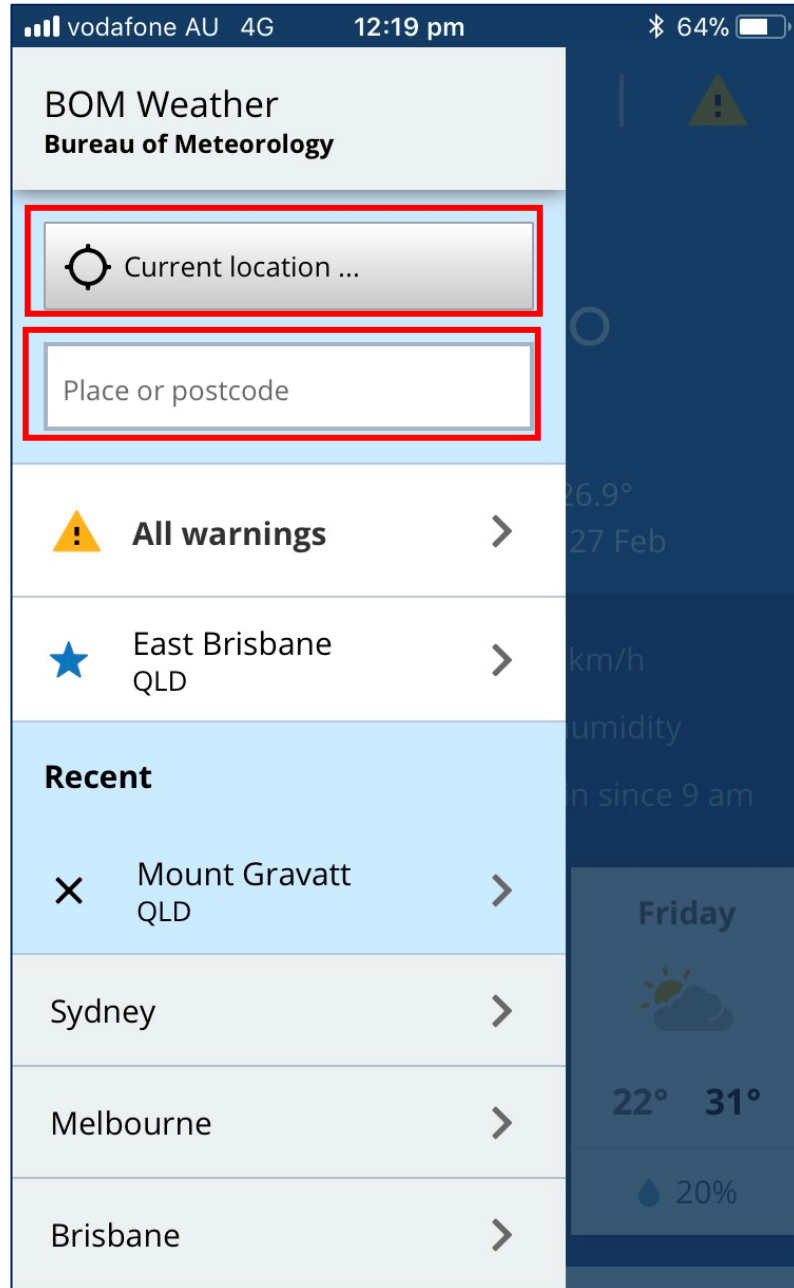 vodafone AU 4G 12:19 pm 64%
BOM Weather
Bureau of Meteorology
Current location ...
Place or postcode
26.9°
27 Feb
All warnings
East Brisbane
QLD
km/h
umidity
in since 9 am
Recent
Mount Gravatt
QLD
Friday
Sydney
22° 31°
Melbourne
20%
Brisbane